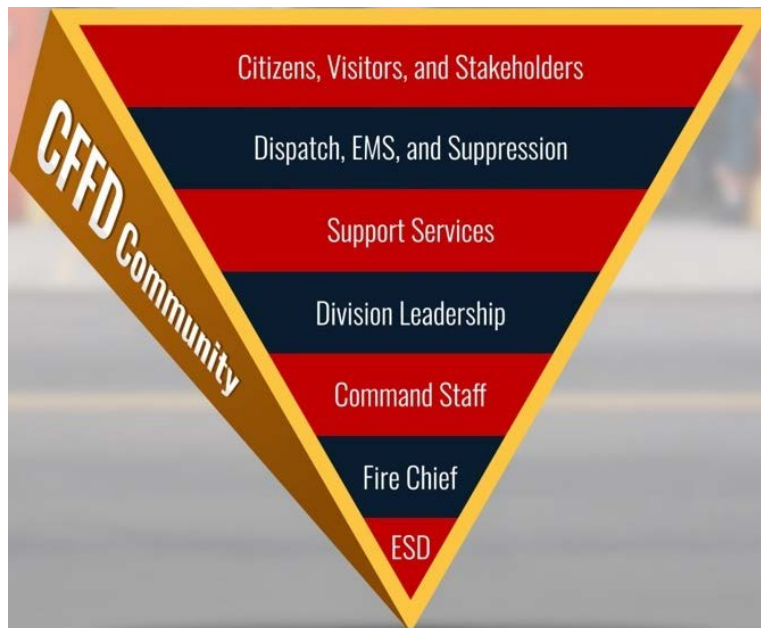 Citizens, Visitors, and Stakeholders
Dispatch, EMS, and Suppression
Support Services
Division Leadership
Command Staff
Fire Chief
ESD
CFFD Community